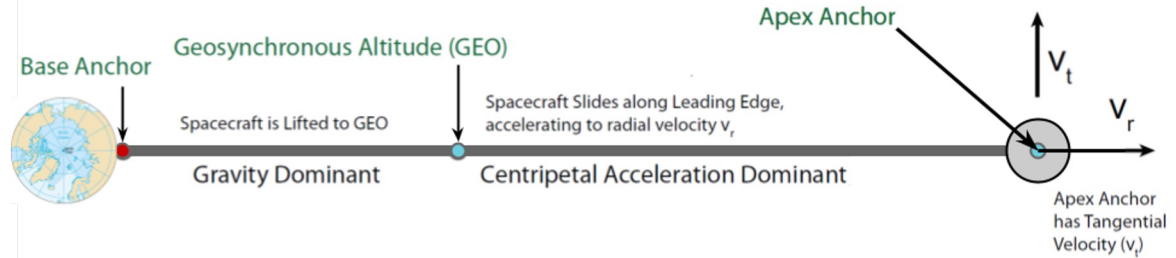 Apex Anchor
Geosynchronous Altitude (GEO)
Base Anchor
Spacecraft is Lifted to GEO
Spacecraft Slides along Leading Edge,
accelerating to radial velocity vr
Vt
Vr
Gravity Dominant
Centripetal Acceleration Dominant
Apex Anchor
has Tangential
Velocity (vt)